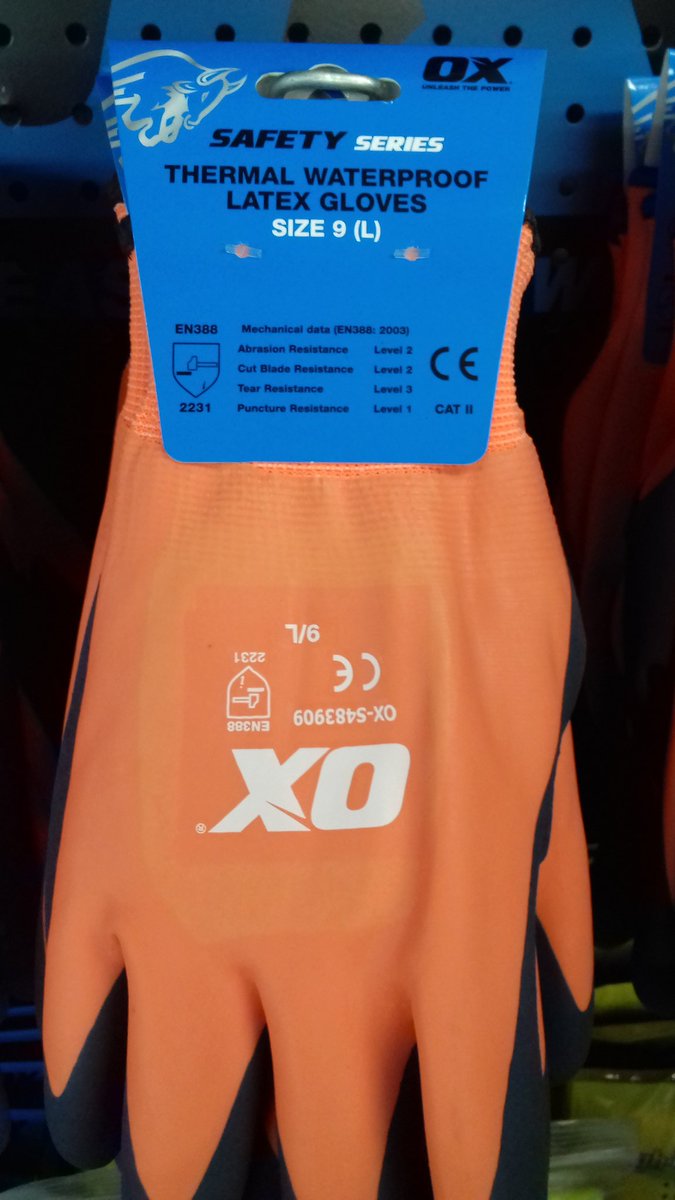 OX
UNLEASH THE POWER
SAFETY SERIES
THERMAL WATERPROOF
LATEX GLOVES
SIZE 9 (L)
EN388 Mechanical data (EN388: 2003)
Abrasion Resistance Level 2
Cut Blade Resistance Level 2
Tear Resistance Level 3
Puncture Resistance Level 1
i
2231
CE
CAT II
OX®
OX-S483909
EN388
i
2231
CE
9/L